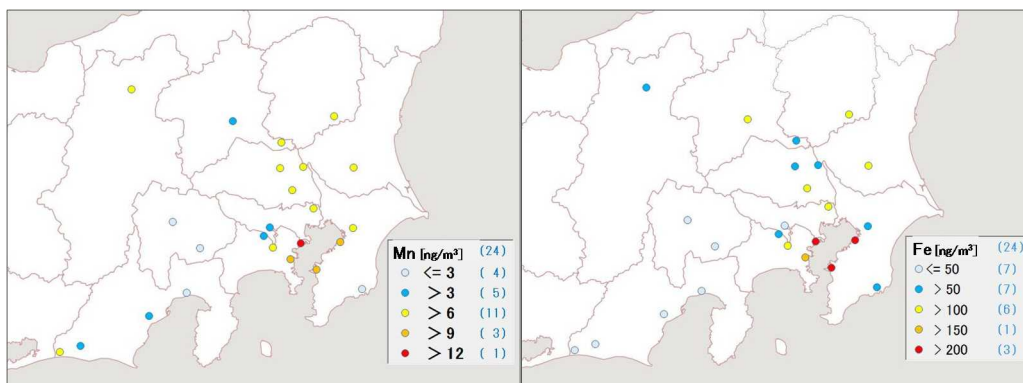 Mn [ng/m³] (24)
<= 3 ( 4)
> 3 ( 5)
> 6 (11)
> 9 ( 3)
> 12 ( 1)
Fe [ng/m³] (24)
<= 50 (7)
> 50 (7)
> 100 (6)
> 150 (1)
> 200 (3)